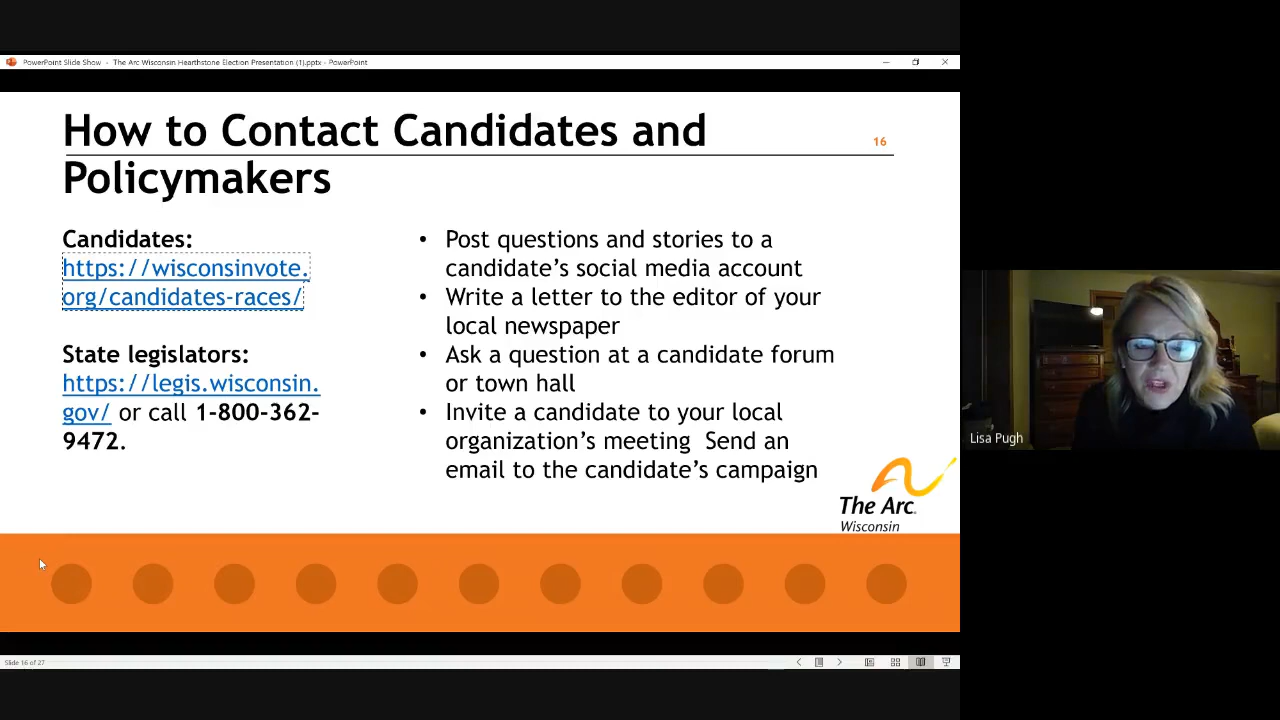 PowerPoint Slide Show - The Arc Wisconsin Hearthstone Election Presentation (1).pptx - PowerPoint
How to Contact Candidates and
16
Policymakers
Candidates:
https://wisconsinvote.
org/candidates-races/
State legislators:
https://legis.wisconsin.
gov/ or call 1-800-362-
9472.
• Post questions and stories to a
candidate’s social media account
• Write a letter to the editor of your
local newspaper
• Ask a question at a candidate forum
or town hall
• Invite a candidate to your local
organization’s meeting  Send an
email to the candidate’s campaign
The Arc.
Wisconsin
Slide 16 of 27
Lisa Pugh